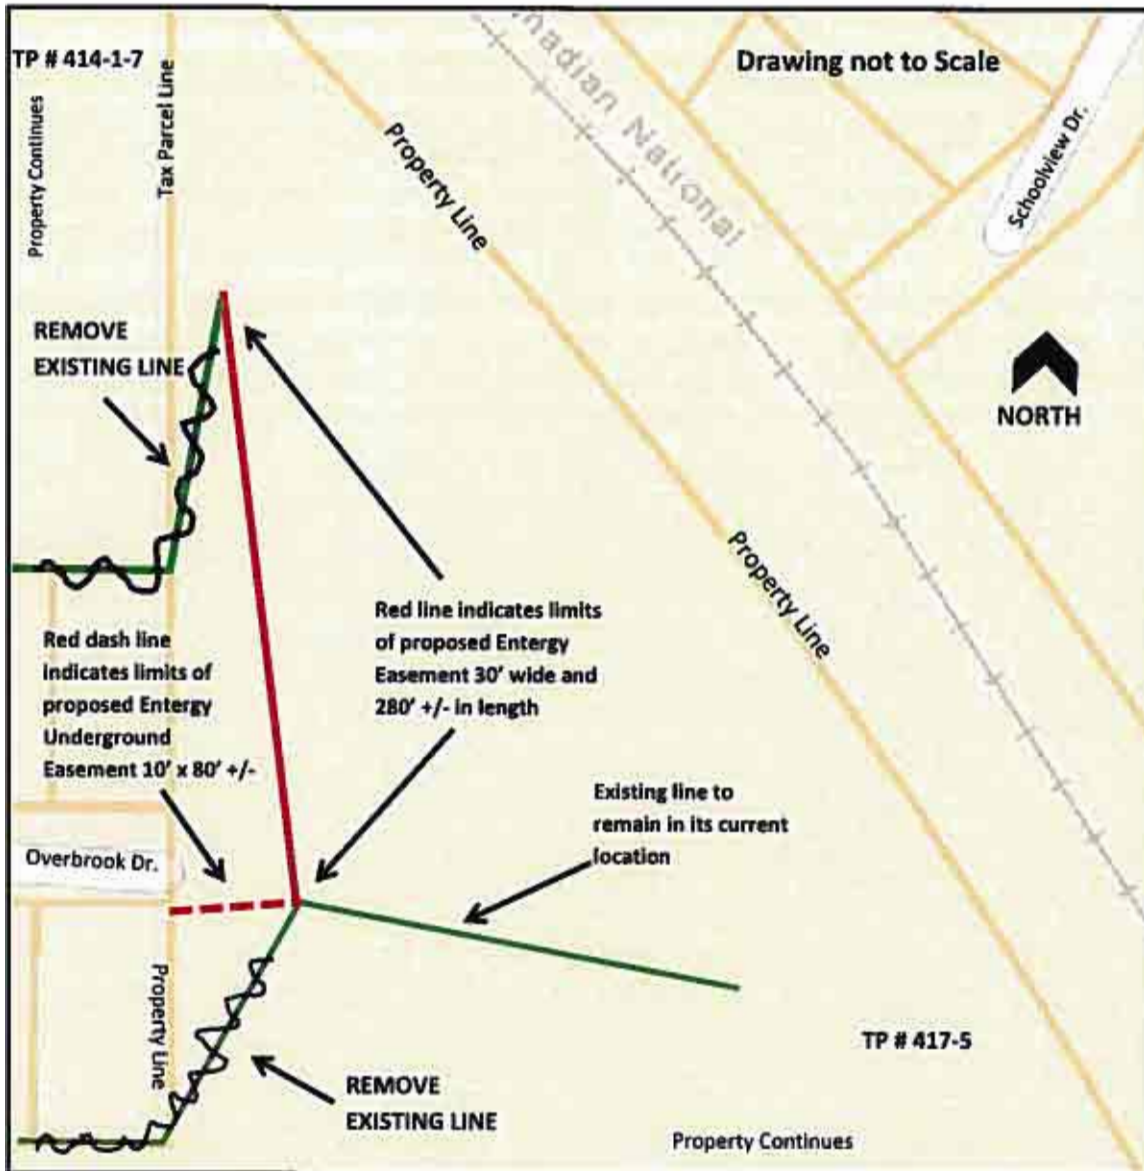 TP # 414-1-7
Property Continues
Tax Parcel Line
Property Line
nadian National
Drawing not to Scale
Schoolview Dr.
NORTH
REMOVE
EXISTING LINE
Red dash line
indicates limits of
proposed Entergy
Underground
Easement 10' x 80' +/-
Red line indicates limits
of proposed Entergy
Easement 30' wide and
280' +/- in length
Property Line
Existing line to
remain in its current
location
Overbrook Dr.
Property Line
REMOVE
EXISTING LINE
TP # 417-5
Property Continues